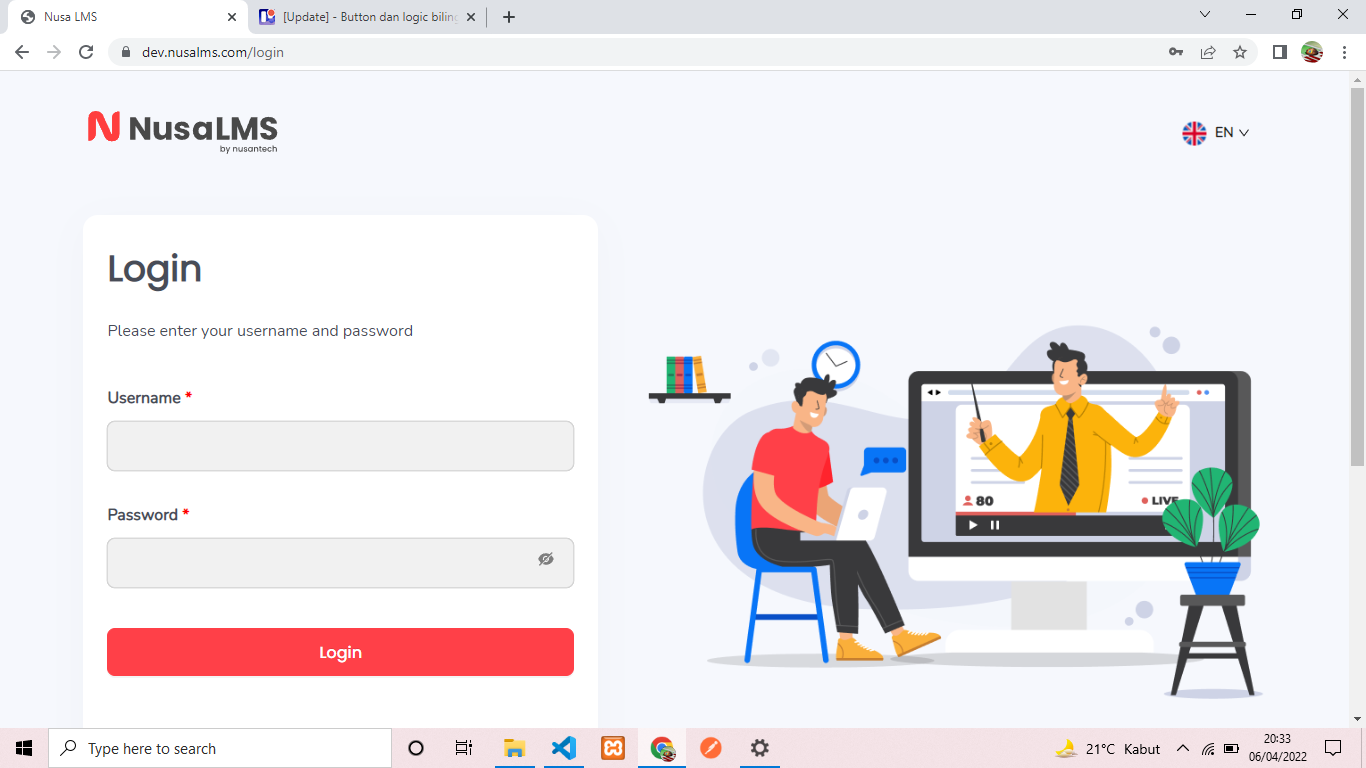 Nusa LMS
[Update] - Button dan logic biling
dev.nusalms.com/login
NusaLMS
by nusantech
EN
Login
Please enter your username and password
Username *
Password *
Login
80
LIVE
Type here to search
21°C Kabut
20:33
06/04/2022